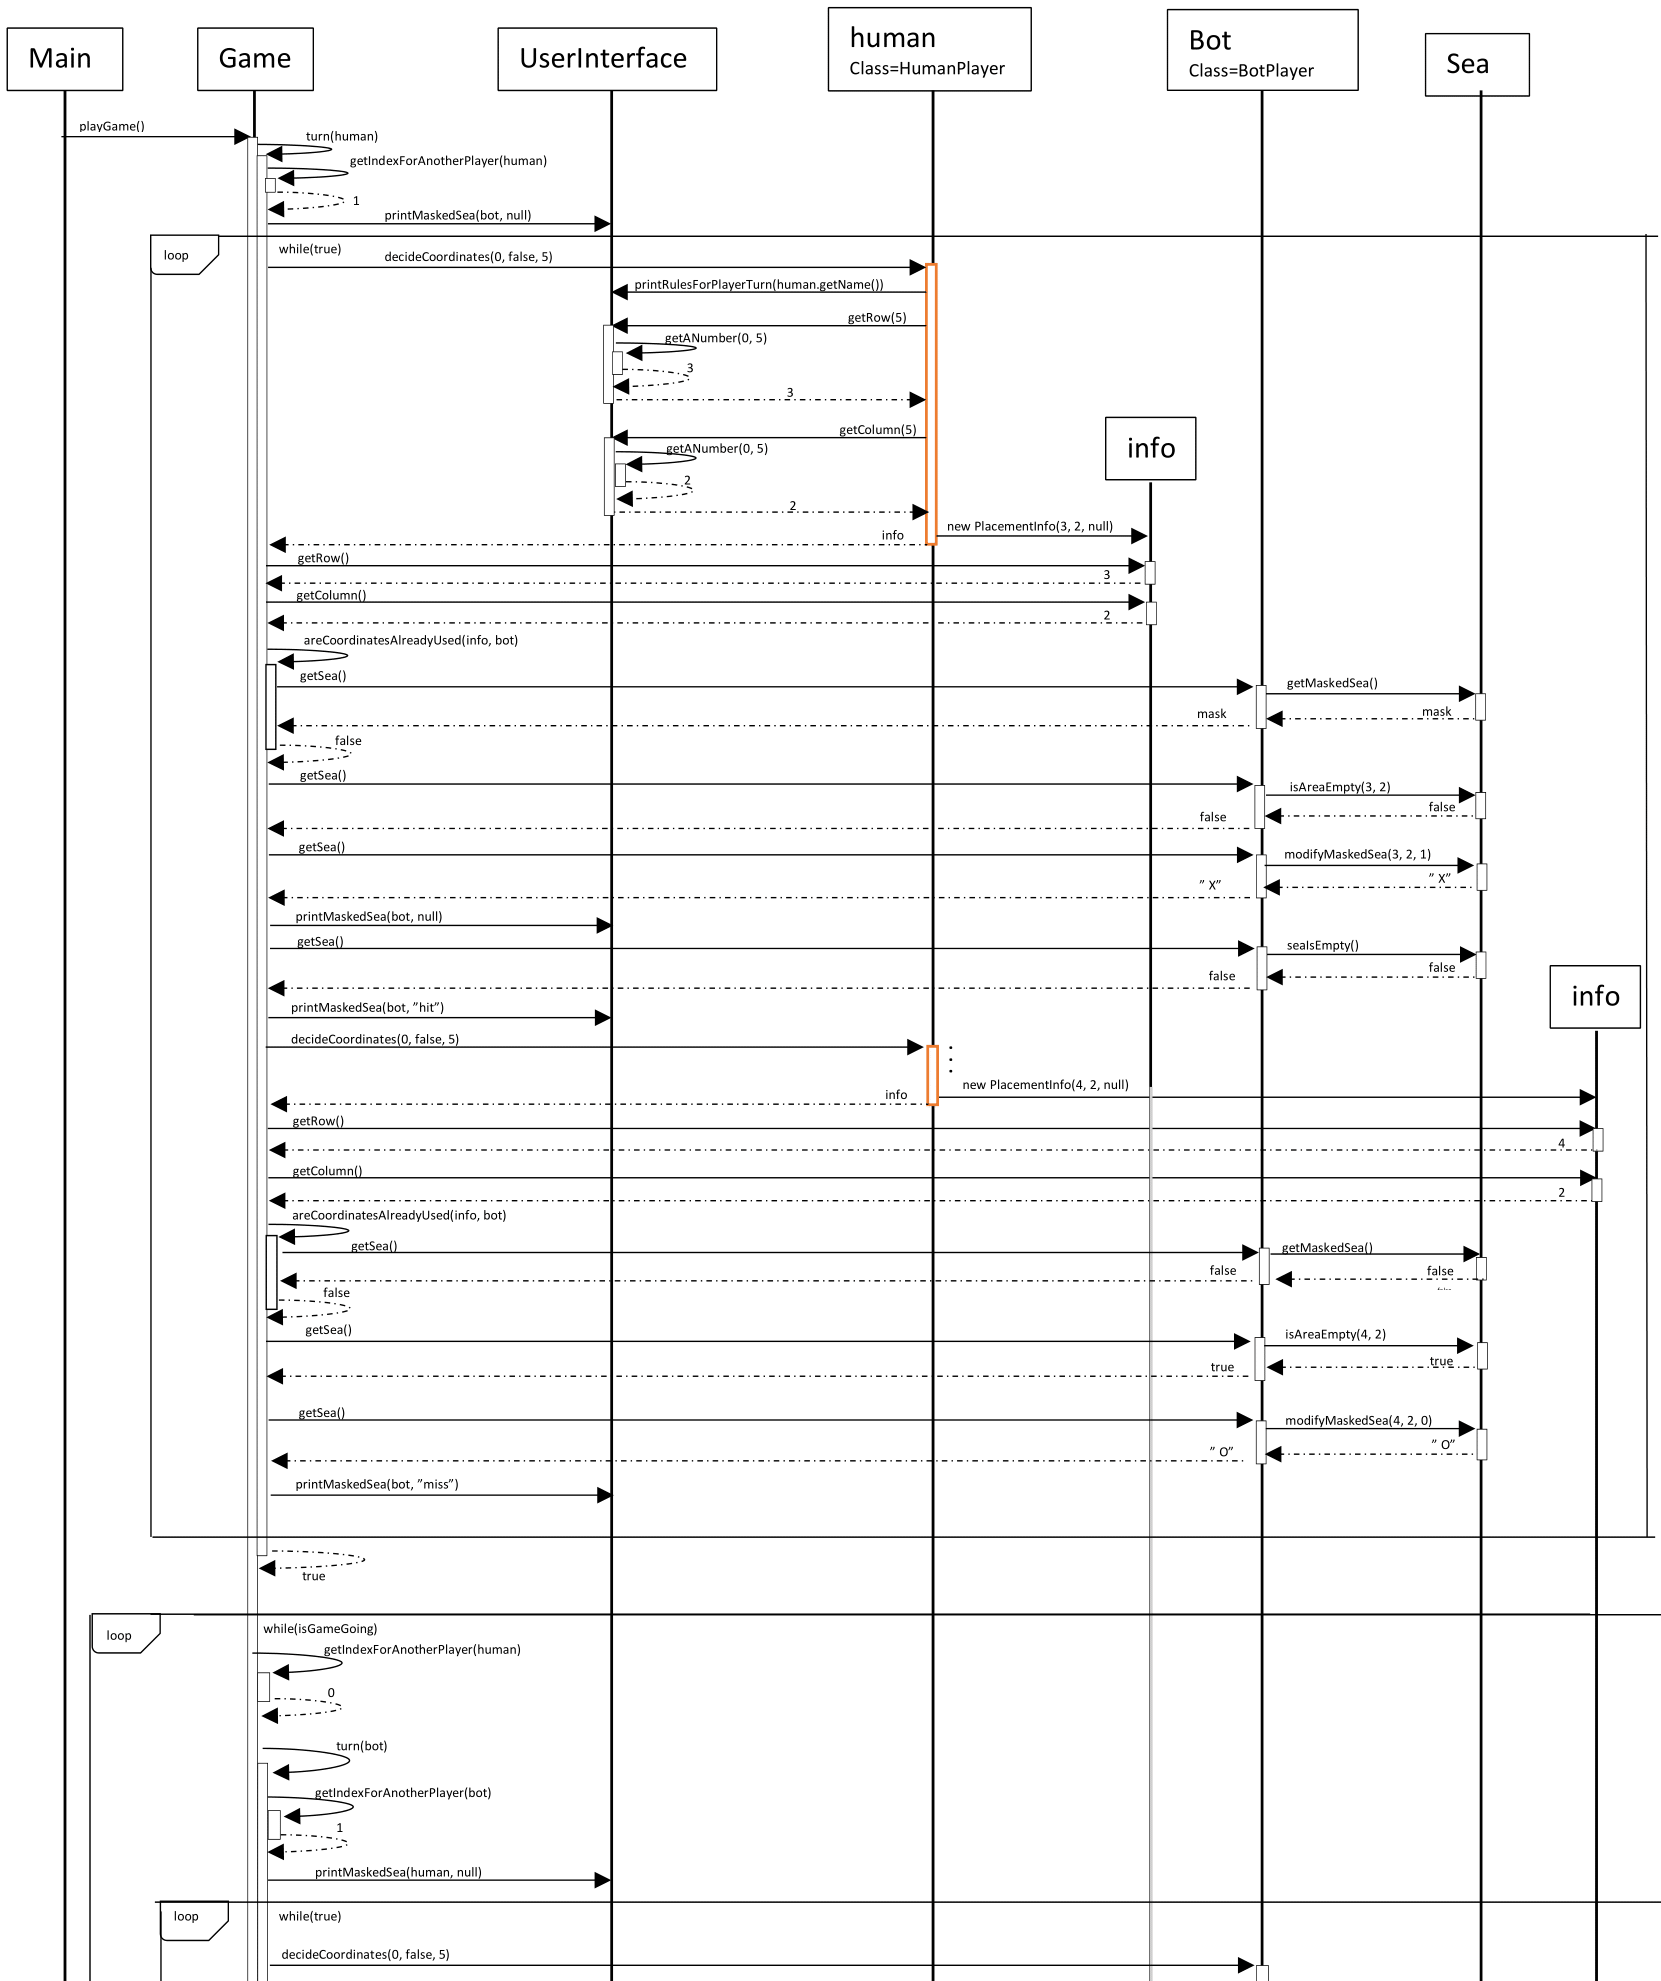 Main
Game
UserInterface
human
Class=HumanPlayer
Bot
Class=BotPlayer
Sea
playGame()
turn(human)
getIndexForAnotherPlayer(human)
1
printMaskedSea(bot, null)
loop
while(true)
decideCoordinates(0, false, 5)
printRulesForPlayerTurn(human.getName())
getRow(5)
getANumber(0, 5)
3
3
getColumn(5)
getANumber(0, 5)
info
2
2
new PlacementInfo(3, 2, null)
info
getRow()
3
getColumn()
2
areCoordinatesAlreadyUsed(info, bot)
getSea()
getMaskedSea()
mask
mask
false
getSea()
isAreaEmpty(3, 2)
false
false
getSea()
modifyMaskedSea(3, 2, 1)
” X”
” X”
printMaskedSea(bot, null)
getSea()
seaIsEmpty()
false
false
info
printMaskedSea(bot, ”hit”)
decideCoordinates(0, false, 5)
new PlacementInfo(4, 2, null)
info
getRow()
4
getColumn()
2
areCoordinatesAlreadyUsed(info, bot)
getSea()
getMaskedSea()
false
false
false
getSea()
isAreaEmpty(4, 2)
true
true
getSea()
modifyMaskedSea(4, 2, 0)
” O”
” O”
printMaskedSea(bot, ”miss”)
true
loop
while(isGameGoing)
getIndexForAnotherPlayer(human)
0
turn(bot)
getIndexForAnotherPlayer(bot)
1
printMaskedSea(human, null)
loop
while(true)
decideCoordinates(0, false, 5)